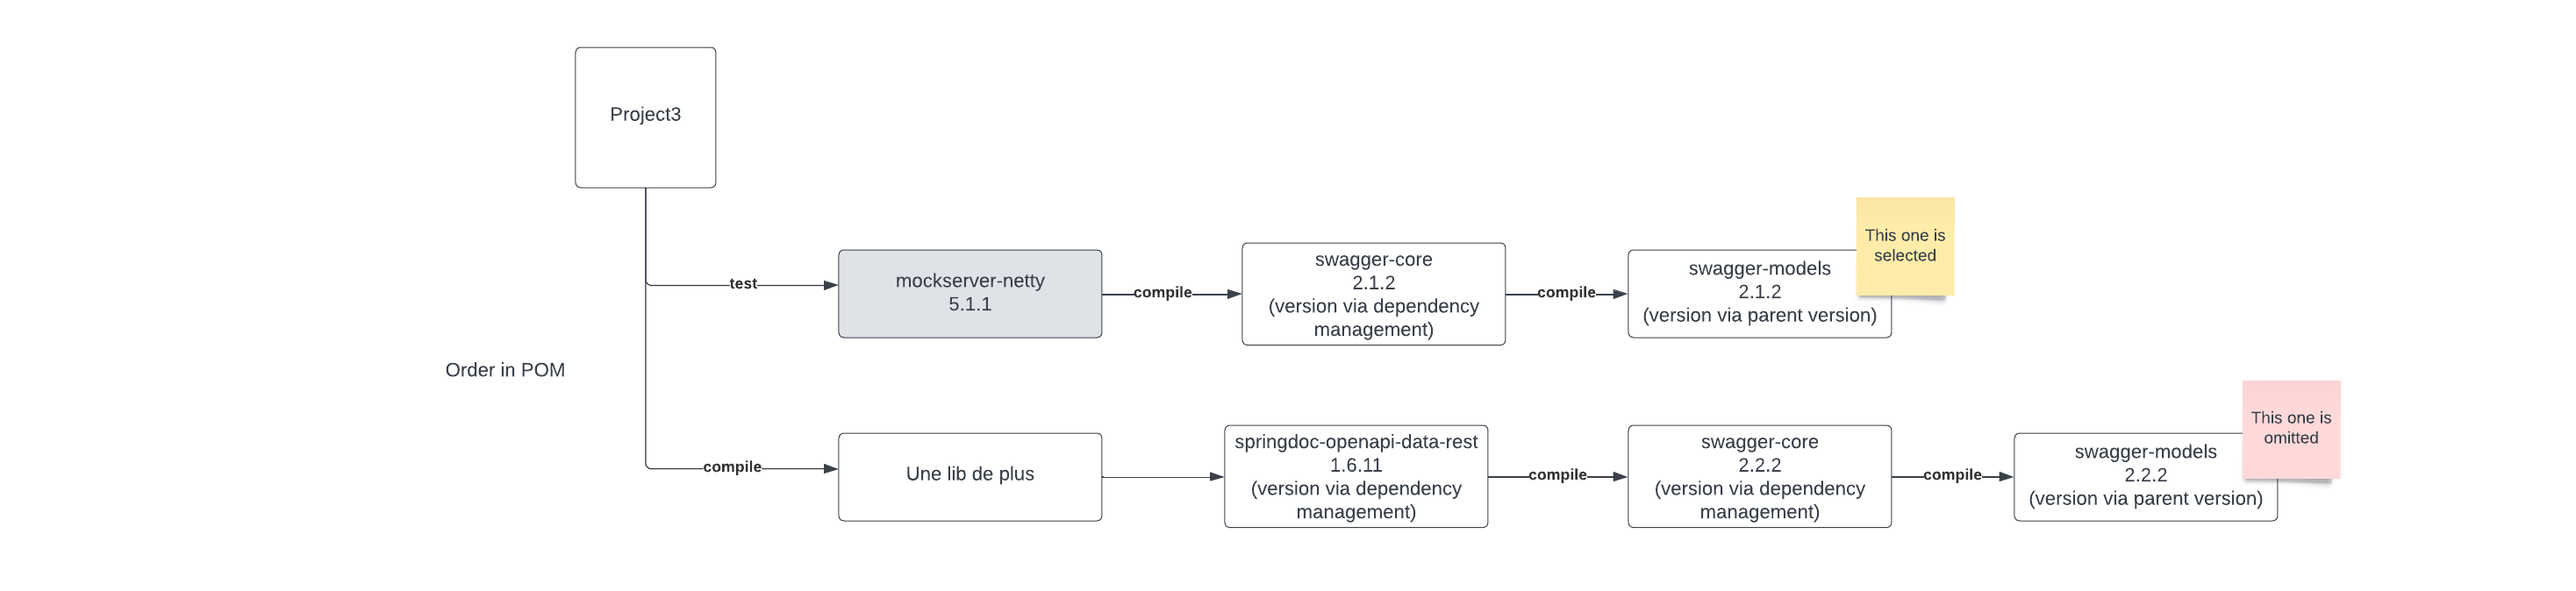 Project3
test
mockserver-netty
5.1.1
compile
swagger-core
2.1.2
(version via dependency
management)
compile
swagger-models
2.1.2
(version via parent version)
This one is
selected
Order in POM
compile
Une lib de plus
springdoc-openapi-data-rest
1.6.11
(version via dependency
management)
compile
swagger-core
2.2.2
(version via dependency
management)
compile
swagger-models
2.2.2
(version via parent version)
This one is
omitted